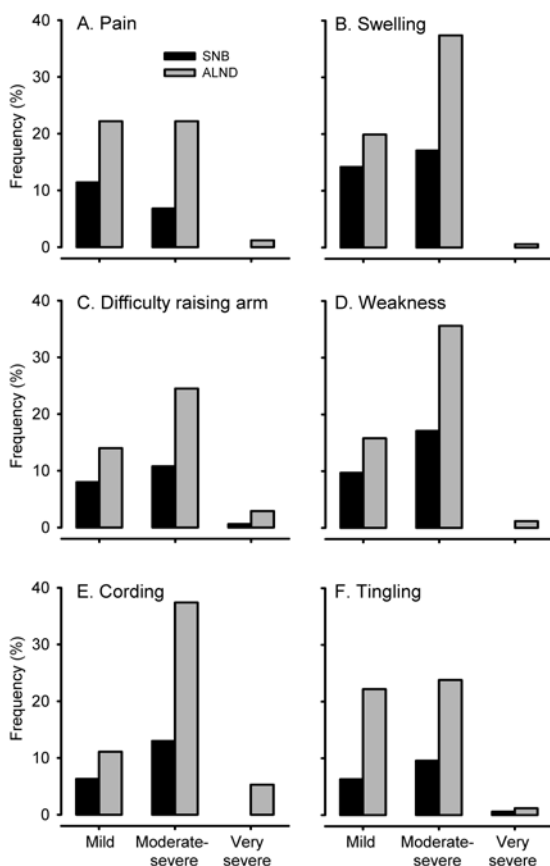 A. Pain
SNB
ALND
B. Swelling
40
30
20
10
0
Frequency (%)
C. Difficulty raising arm
D. Weakness
40
30
20
10
0
Frequency (%)
E. Cording
F. Tingling
40
30
20
10
0
Frequency (%)
Mild
Moderate-
severe
Very
severe
Mild
Moderate-
severe
Very
severe